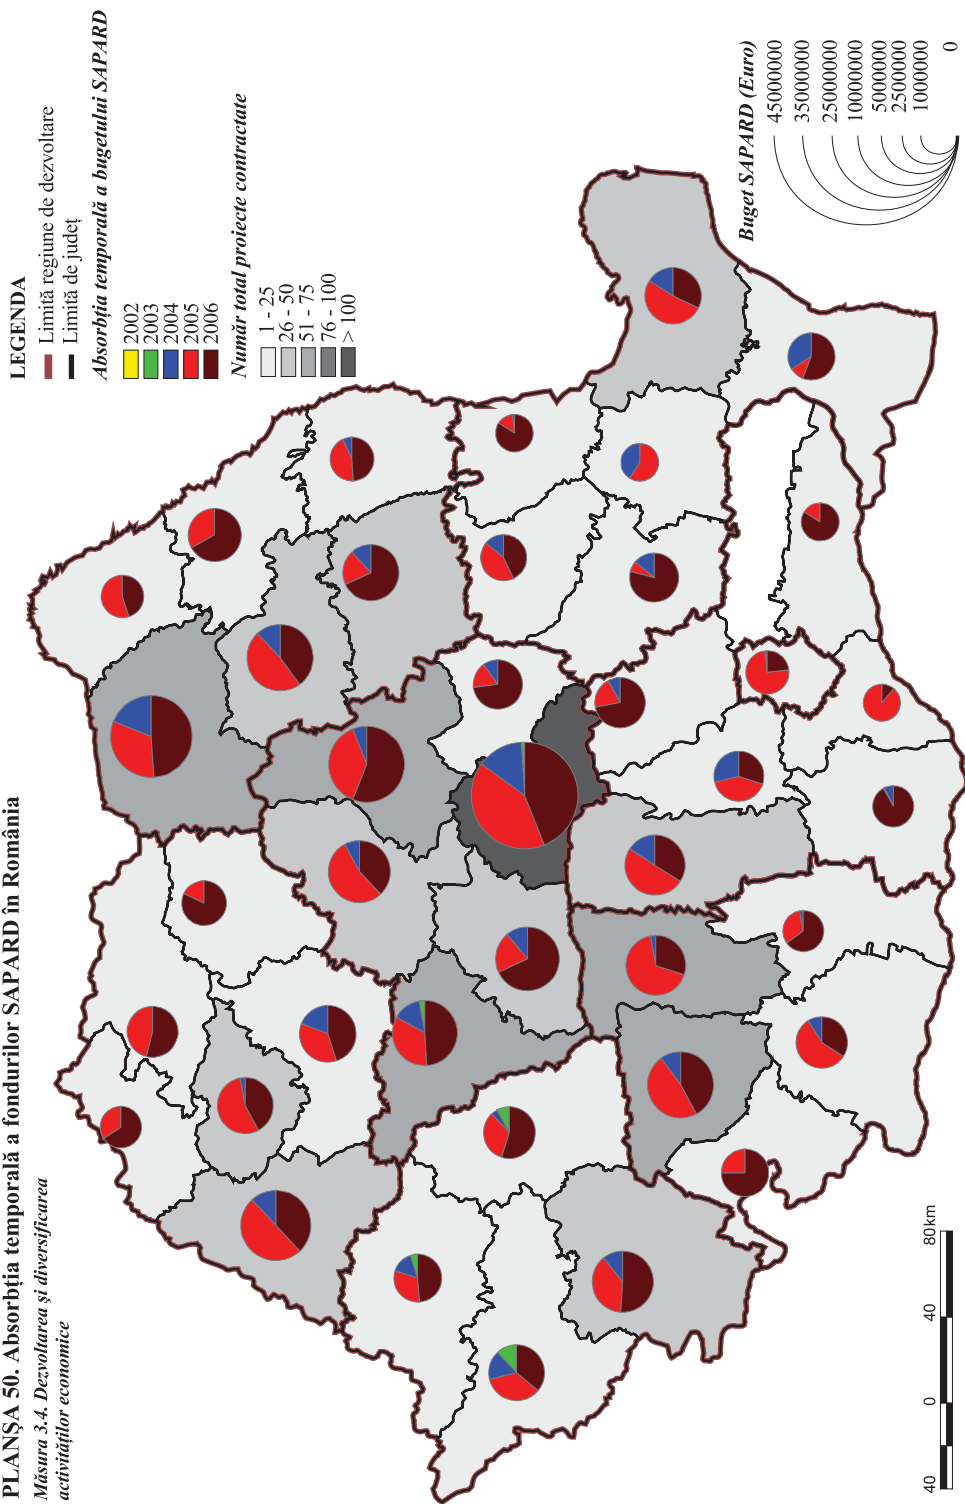 PLANȘA 50. Absorbția temporală a fondurilor SAPARD în România
Măsura 3.4. Dezvoltarea și diversificarea
activităților economice
LEGENDA
Limită regiune de dezvoltare
Limită de județ
Absorbția temporală a bugetului SAPARD
2002
2003
2004
2005
2006
Număr total proiecte contractate
1 - 25
26 - 50
51 - 75
76 - 100
> 100
Buget SAPARD (Euro)
45000000
35000000
25000000
10000000
5000000
2500000
1000000
0
40 0 40 80km